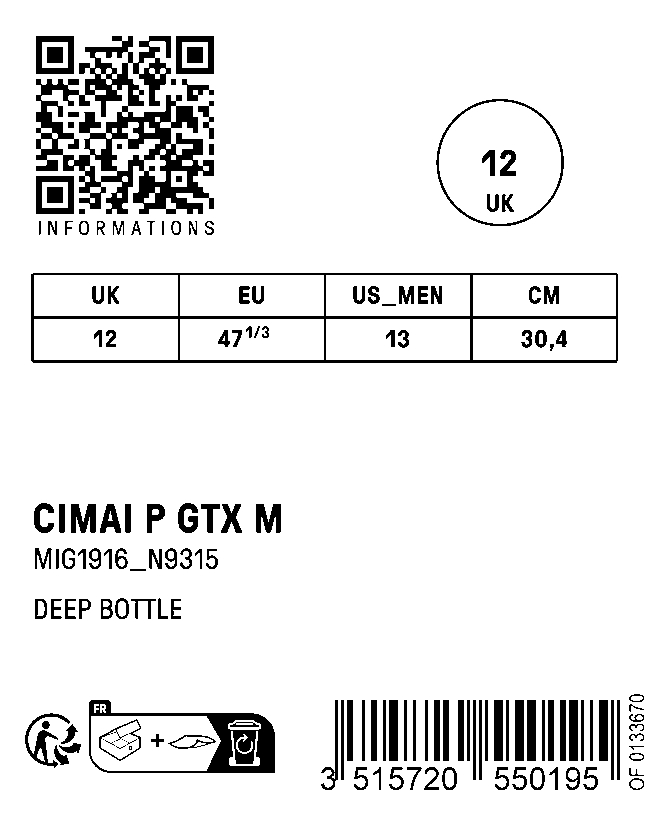 INFORMATIONS
12
UK
UK EU US_MEN CM
12 47 1/3 13 30,4
CIMAI P GTX M
MIG1916_N9315
DEEP BOTTLE
FR
+
3 515720 550195
OF 0133670